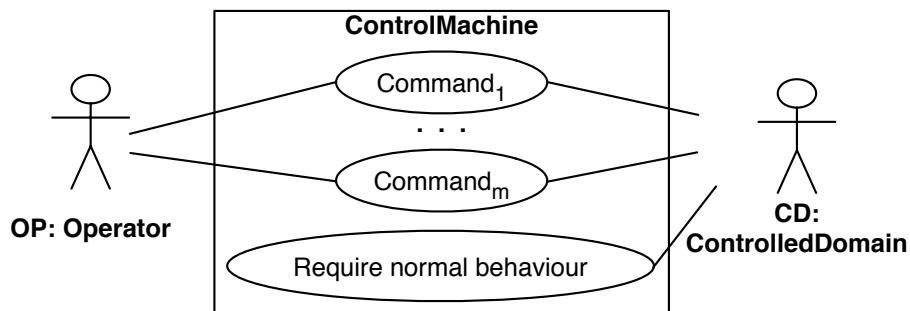 ControlMachine
Command1
. . .
Commandm
OP: Operator
CD:
ControlledDomain
Require normal behaviour